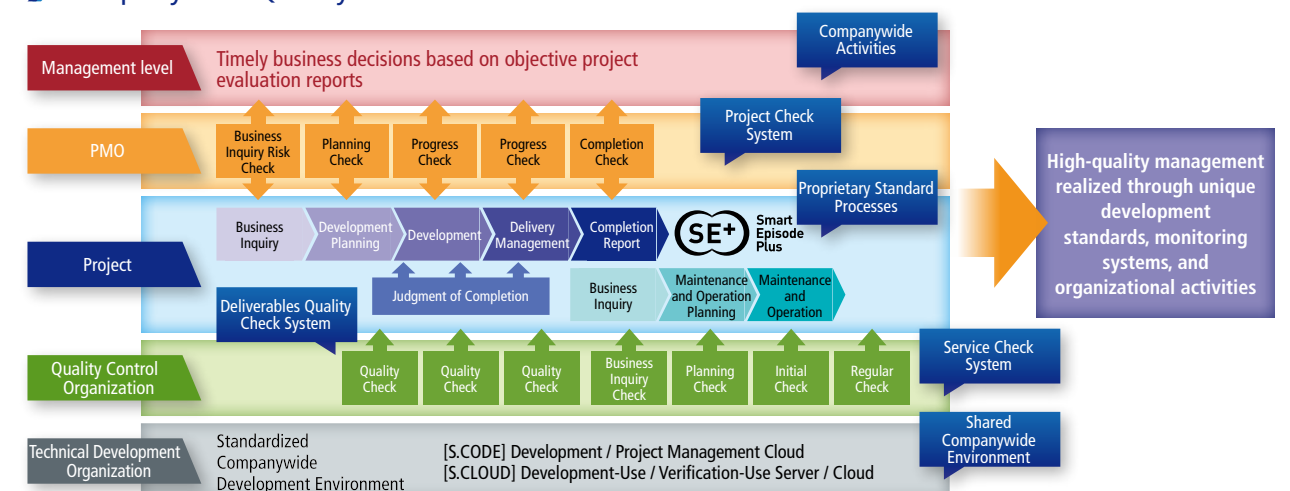 Companywide
Activities
Management level
Timely business decisions based on objective project
evaluation reports
Project Check
System
PMO
Business
Inquiry Risk
Check
Planning
Check
Progress
Check
Progress
Check
Completion
Check
High-quality management
realized through unique
development
standards, monitoring
systems, and
organizational activities
Proprietary Standard
Processes
Project
Business
Inquiry
Development
Planning
Development
Delivery
Management
Completion
Report
SE+
Smart
Episode
Plus
Judgment of Completion
Business
Inquiry
Maintenance
and Operation
Planning
Maintenance
and
Operation
Deliverables Quality
Check System
Service Check
System
Quality Control
Organization
Quality
Check
Quality
Check
Quality
Check
Business
Inquiry
Check
Planning
Check
Initial
Check
Regular
Check
Shared
Companywide
Environment
Technical Development
Organization
Standardized
Companywide
Development Environment
[S.CODE] Development / Project Management Cloud
[S.CLOUD] Development-Use / Verification-Use Server / Cloud